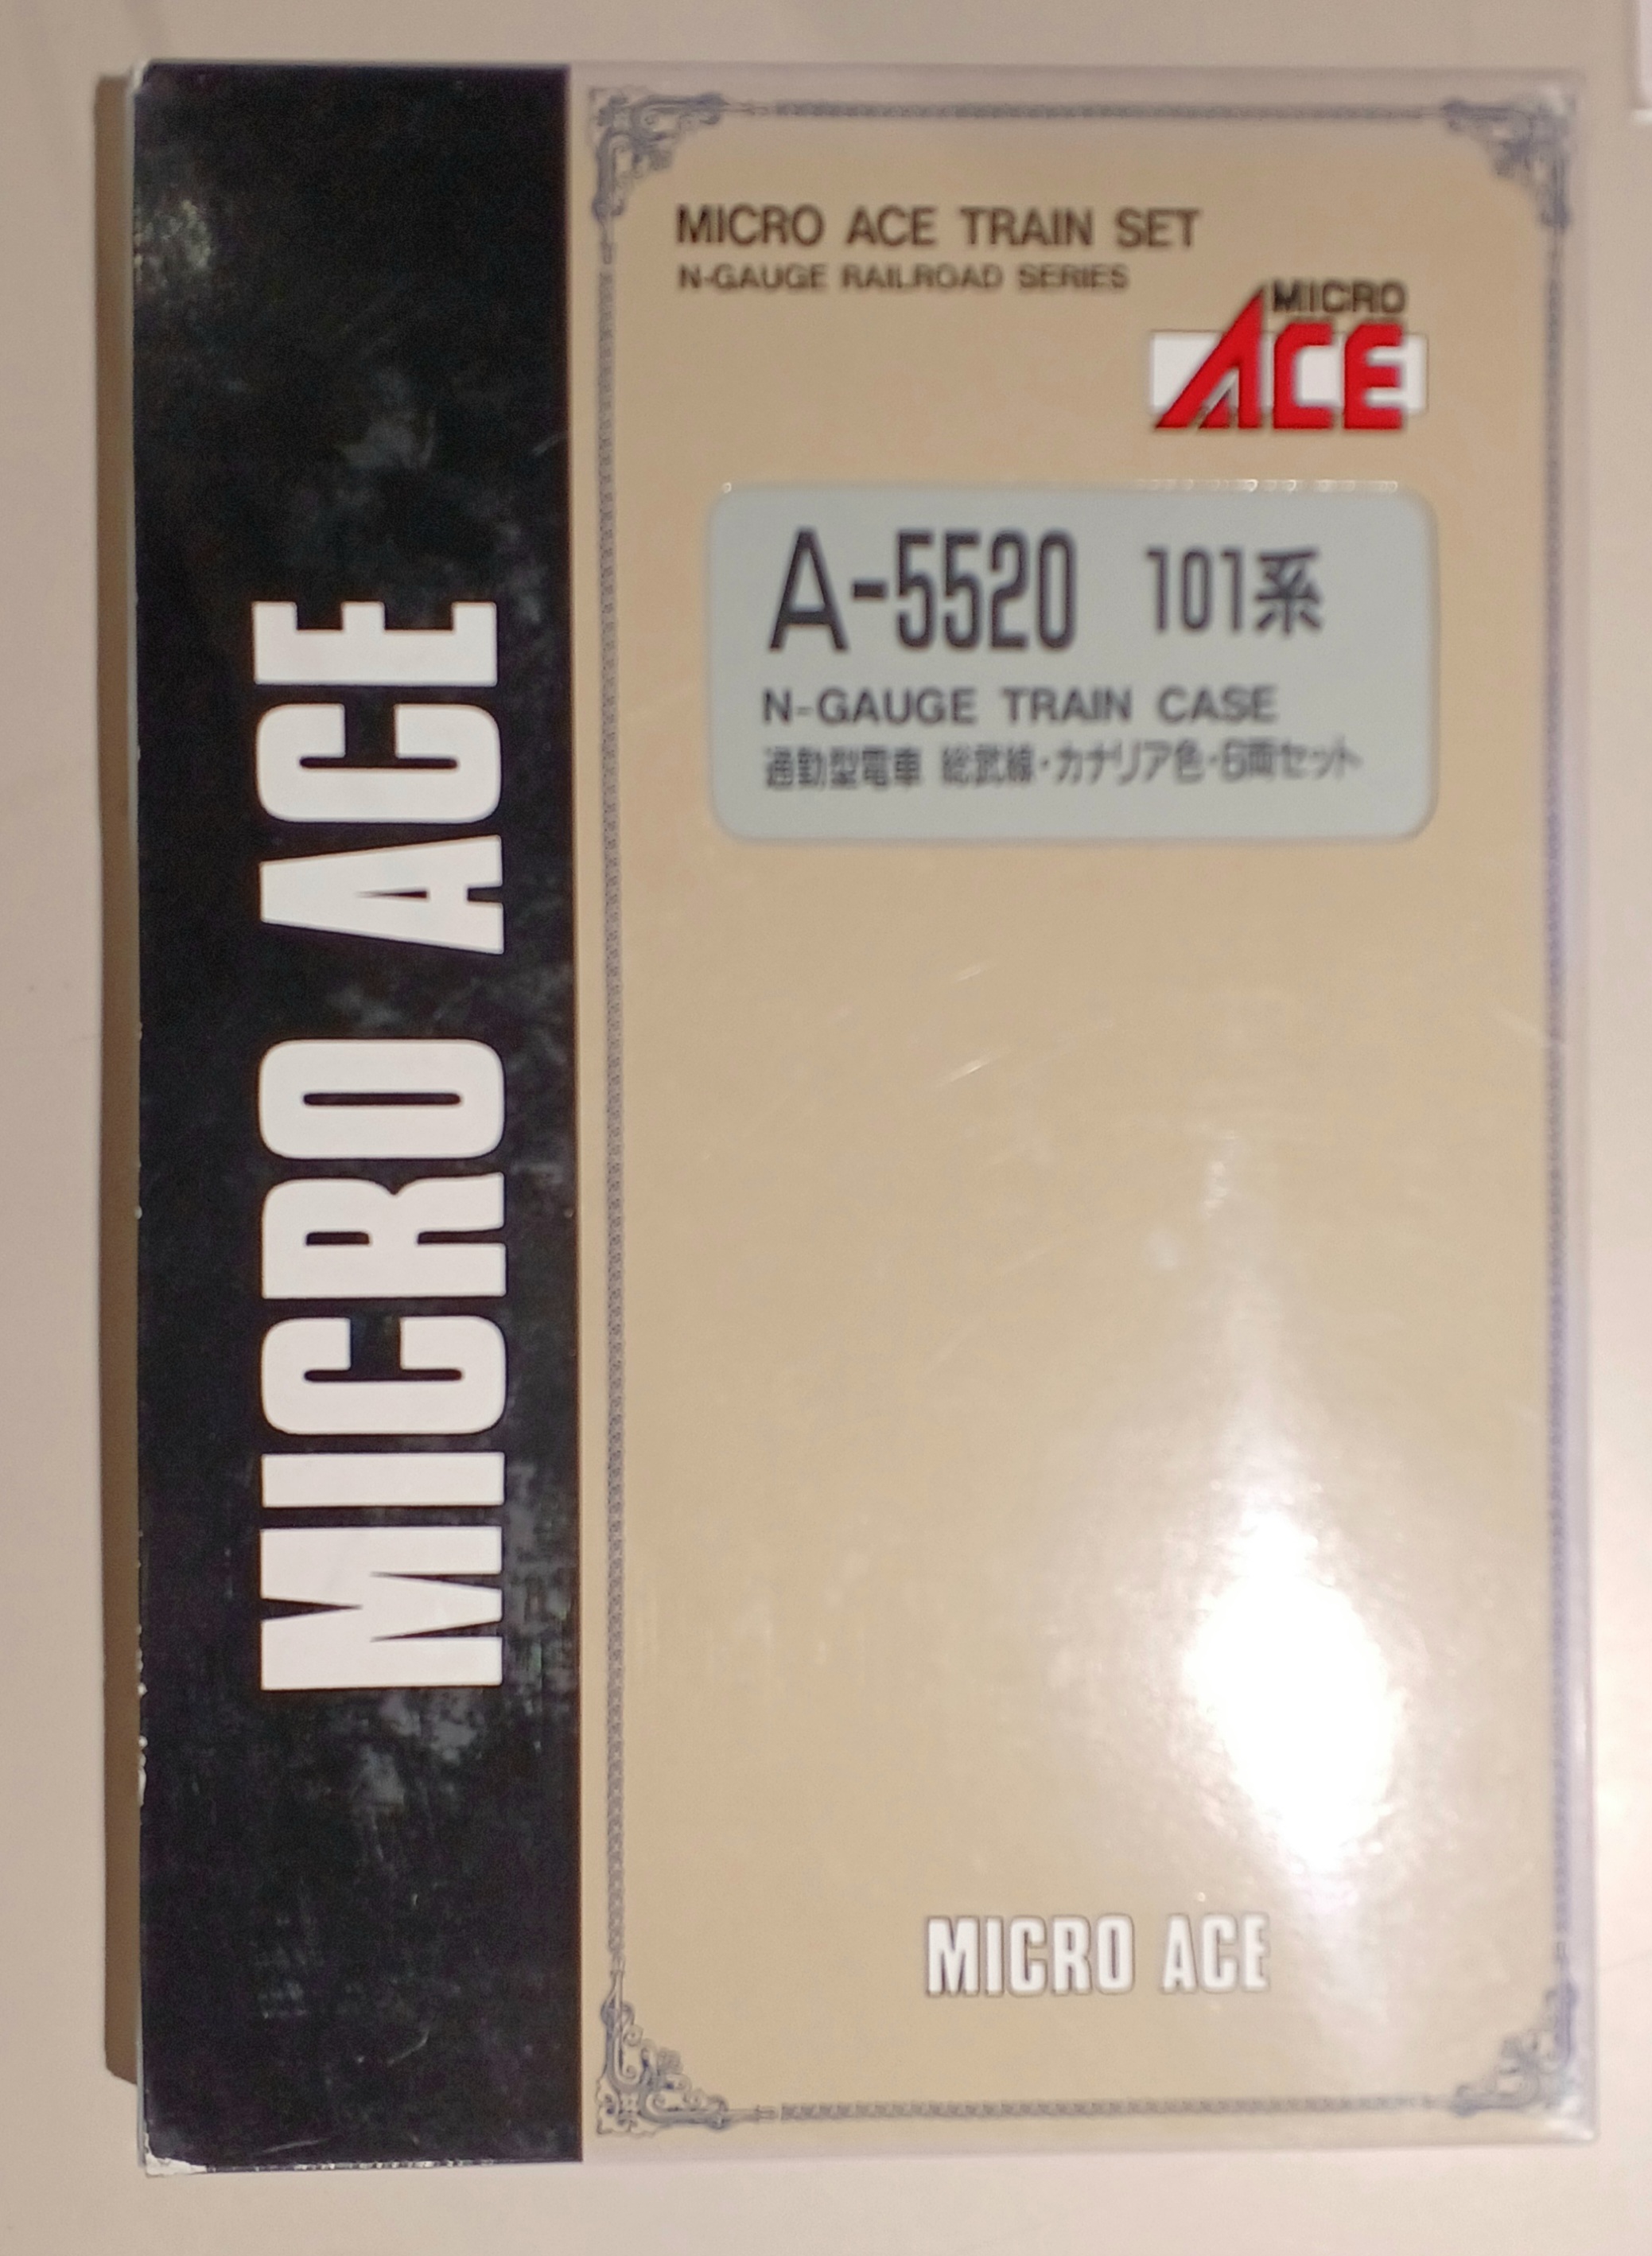 MICRO ACE
MICRO ACE TRAIN SET
N-GAUGE RAILROAD SERIES
MICRO
ACE
A-5520 101系
N-GAUGE TRAIN CASE
通勤型電車 総武線・カナリア色・6両セット
MICRO ACE